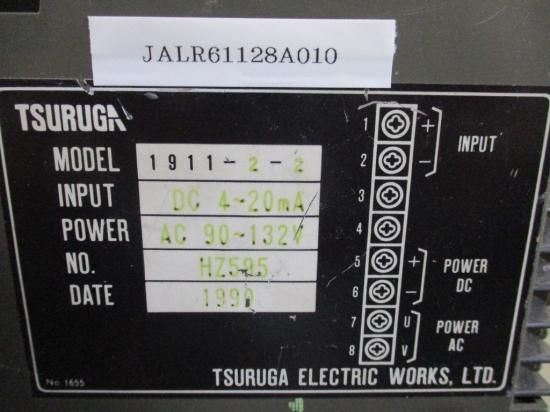 JALR61128A010
TSURUGA
MODEL 1911-2-2
INPUT DC 4~20mA
POWER AC 90~132V
NO. HZ595
DATE 1990
1 + INPUT
2 -
3
4
5 + POWER
6 - DC
7 U POWER
8 V AC
No 1655
TSURUGA ELECTRIC WORKS, LTD.